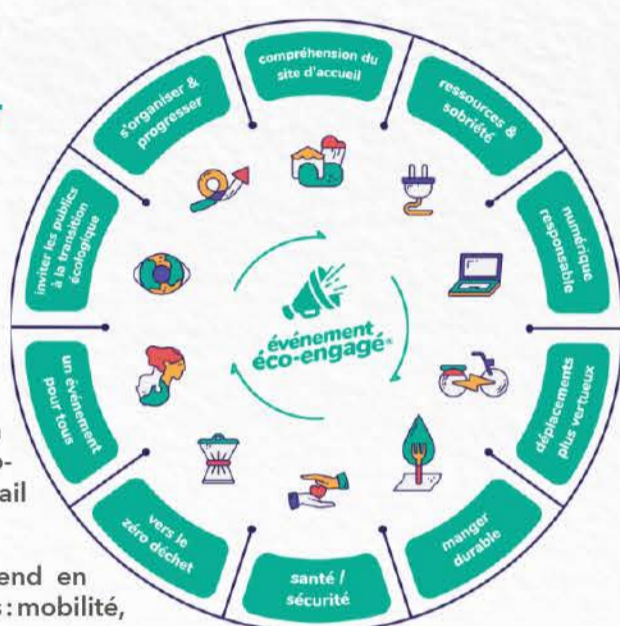 compréhension du
site d'accueil
ressources &
sobriété
numérique
responsable
déplacements
plus vertueux
manger
durable
santé /
sécurité
vers le
zéro déchet
un événement
pour tous
inviter les publics
à la transition
écologique
s'organiser &
progresser
événement
éco-engagé®
ail
end en
: mobilité,